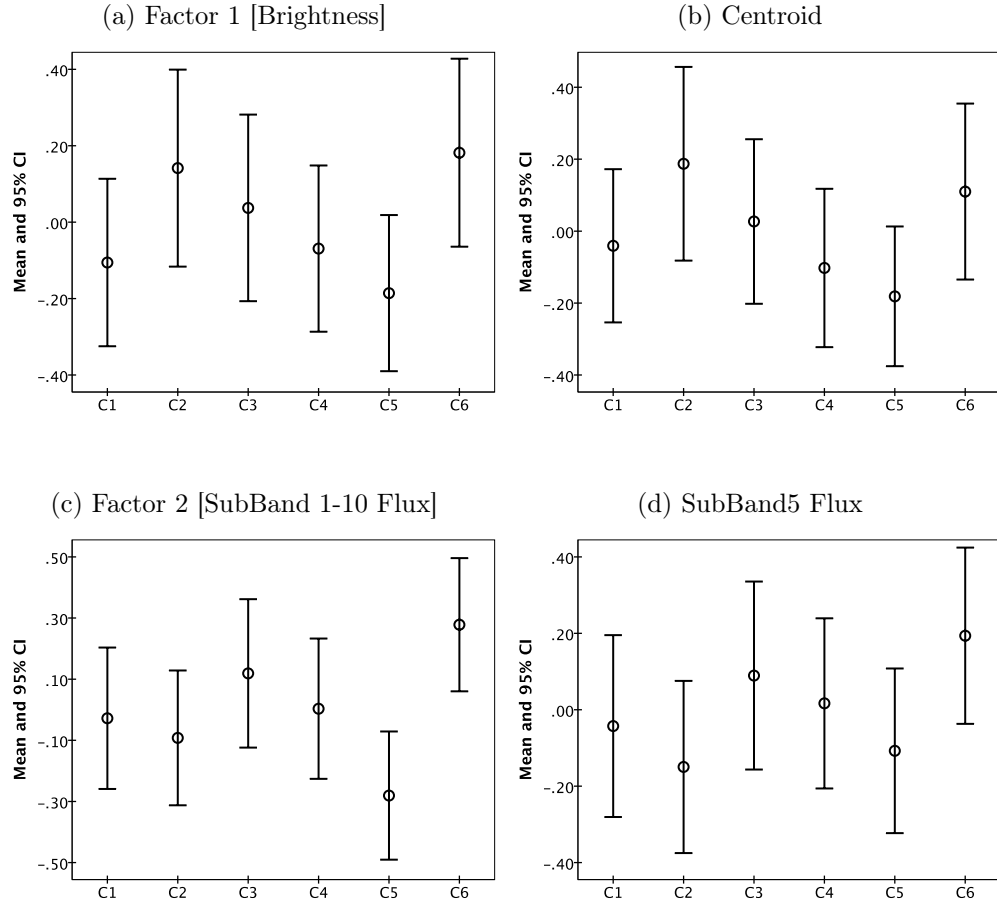 (a) Factor 1 [Brightness]
Mean and 95% CI
.40
.20
.00
-.20
-.40
C1 C2 C3 C4 C5 C6
(b) Centroid
Mean and 95% CI
.40
.20
.00
-.20
-.40
C1 C2 C3 C4 C5 C6
(c) Factor 2 [SubBand 1-10 Flux]
Mean and 95% CI
.50
.30
.10
-.10
-.30
-.50
C1 C2 C3 C4 C5 C6
(d) SubBand5 Flux
Mean and 95% CI
.40
.20
.00
-.20
-.40
C1 C2 C3 C4 C5 C6